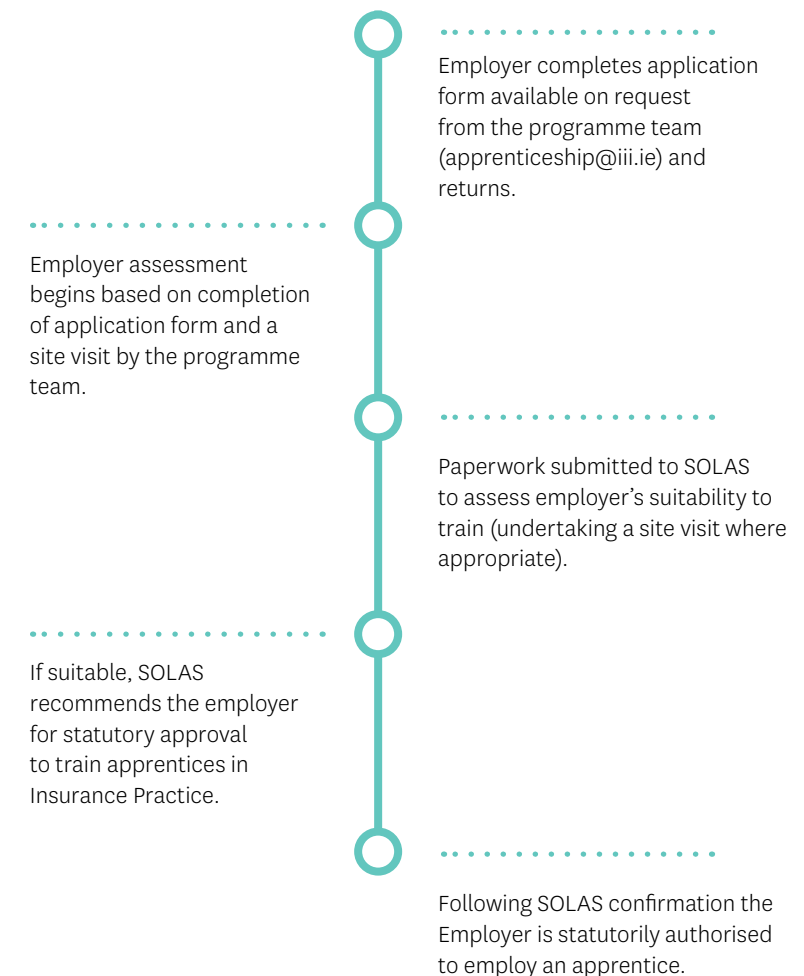 Employer completes application
form available on request
from the programme team
(apprenticeship@iii.ie) and
returns.
Employer assessment
begins based on completion
of application form and a
site visit by the programme
team.
Paperwork submitted to SOLAS
to assess employer’s suitability to
train (undertaking a site visit where
appropriate).
If suitable, SOLAS
recommends the employer
for statutory approval
to train apprentices in
Insurance Practice.
Following SOLAS confirmation the
Employer is statutorily authorised
to employ an apprentice.